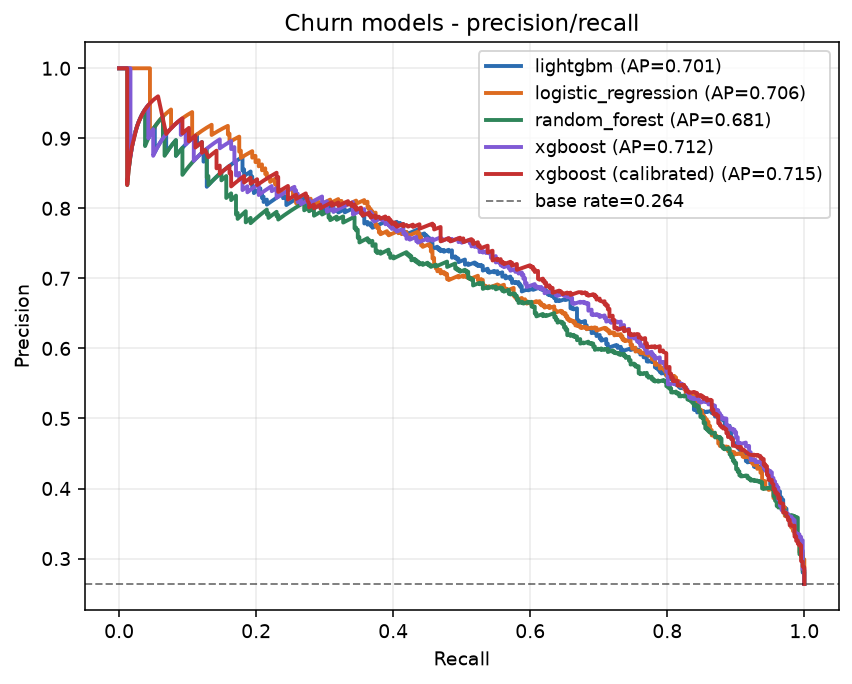 Churn models - precision/recall
lightgbm (AP=0.701)
logistic_regression (AP=0.706)
random_forest (AP=0.681)
xgboost (AP=0.712)
xgboost (calibrated) (AP=0.715)
base rate=0.264
Precision
1.0
0.9
0.8
0.7
0.6
0.5
0.4
0.3
0.0 0.2 0.4 0.6 0.8 1.0
Recall